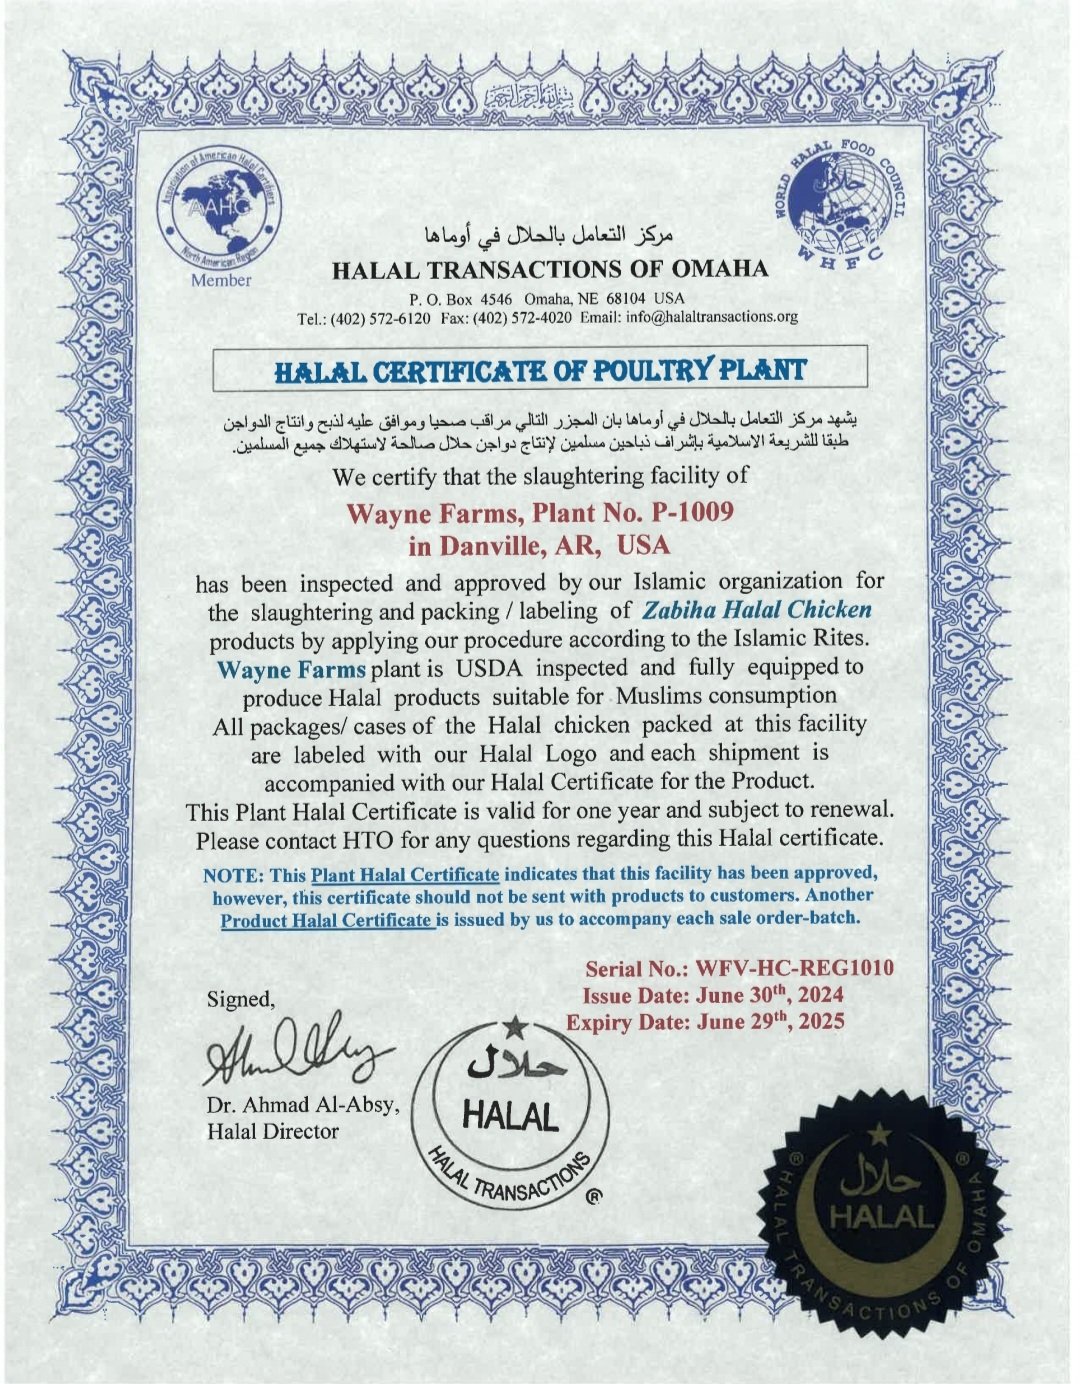 بسم الله الرحمن الرحيم
Association of American Halal Certifiers
AAHC
North American Region
Member
WORLD HALAL FOOD COUNCIL
حلال
WHFC
مركز التعامل بالحلال في أوماها
HALAL TRANSACTIONS OF OMAHA
P. O. Box 4546 Omaha, NE 68104 USA
Tel.: (402) 572-6120 Fax: (402) 572-4020 Email: info@halaltransactions.org
HALAL CERTIFICATE OF POULTRY PLANT
يشهد مركز التعامل بالحلال في أوماها بان المجزر التالي مراقب صحيا وموافق عليه لذبح وانتاج الدواجن
طبقا للشريعة الاسلامية بإشراف ذباحين مسلمين لإنتاج دواجن حلال صالحة لاستهلاك جميع المسلمين.
We certify that the slaughtering facility of
Wayne Farms, Plant No. P-1009
in Danville, AR, USA
has been inspected and approved by our Islamic organization for
the slaughtering and packing / labeling of Zabiha Halal Chicken
products by applying our procedure according to the Islamic Rites.
Wayne Farms plant is USDA inspected and fully equipped to
produce Halal products suitable for Muslims consumption
All packages/ cases of the Halal chicken packed at this facility
are labeled with our Halal Logo and each shipment is
accompanied with our Halal Certificate for the Product.
This Plant Halal Certificate is valid for one year and subject to renewal.
Please contact HTO for any questions regarding this Halal certificate.
NOTE: This Plant Halal Certificate indicates that this facility has been approved,
however, this certificate should not be sent with products to customers. Another
Product Halal Certificate is issued by us to accompany each sale order-batch.
Serial No.: WFV-HC-REG1010
Issue Date: June 30th, 2024
Expiry Date: June 29th, 2025
Signed,
Dr. Ahmad Al-Absy,
Halal Director
حلال
HALAL
HALAL TRANSACTIONS ®
حلال
HALAL
® HALAL TRANSACTIONS OF OMAHA ®